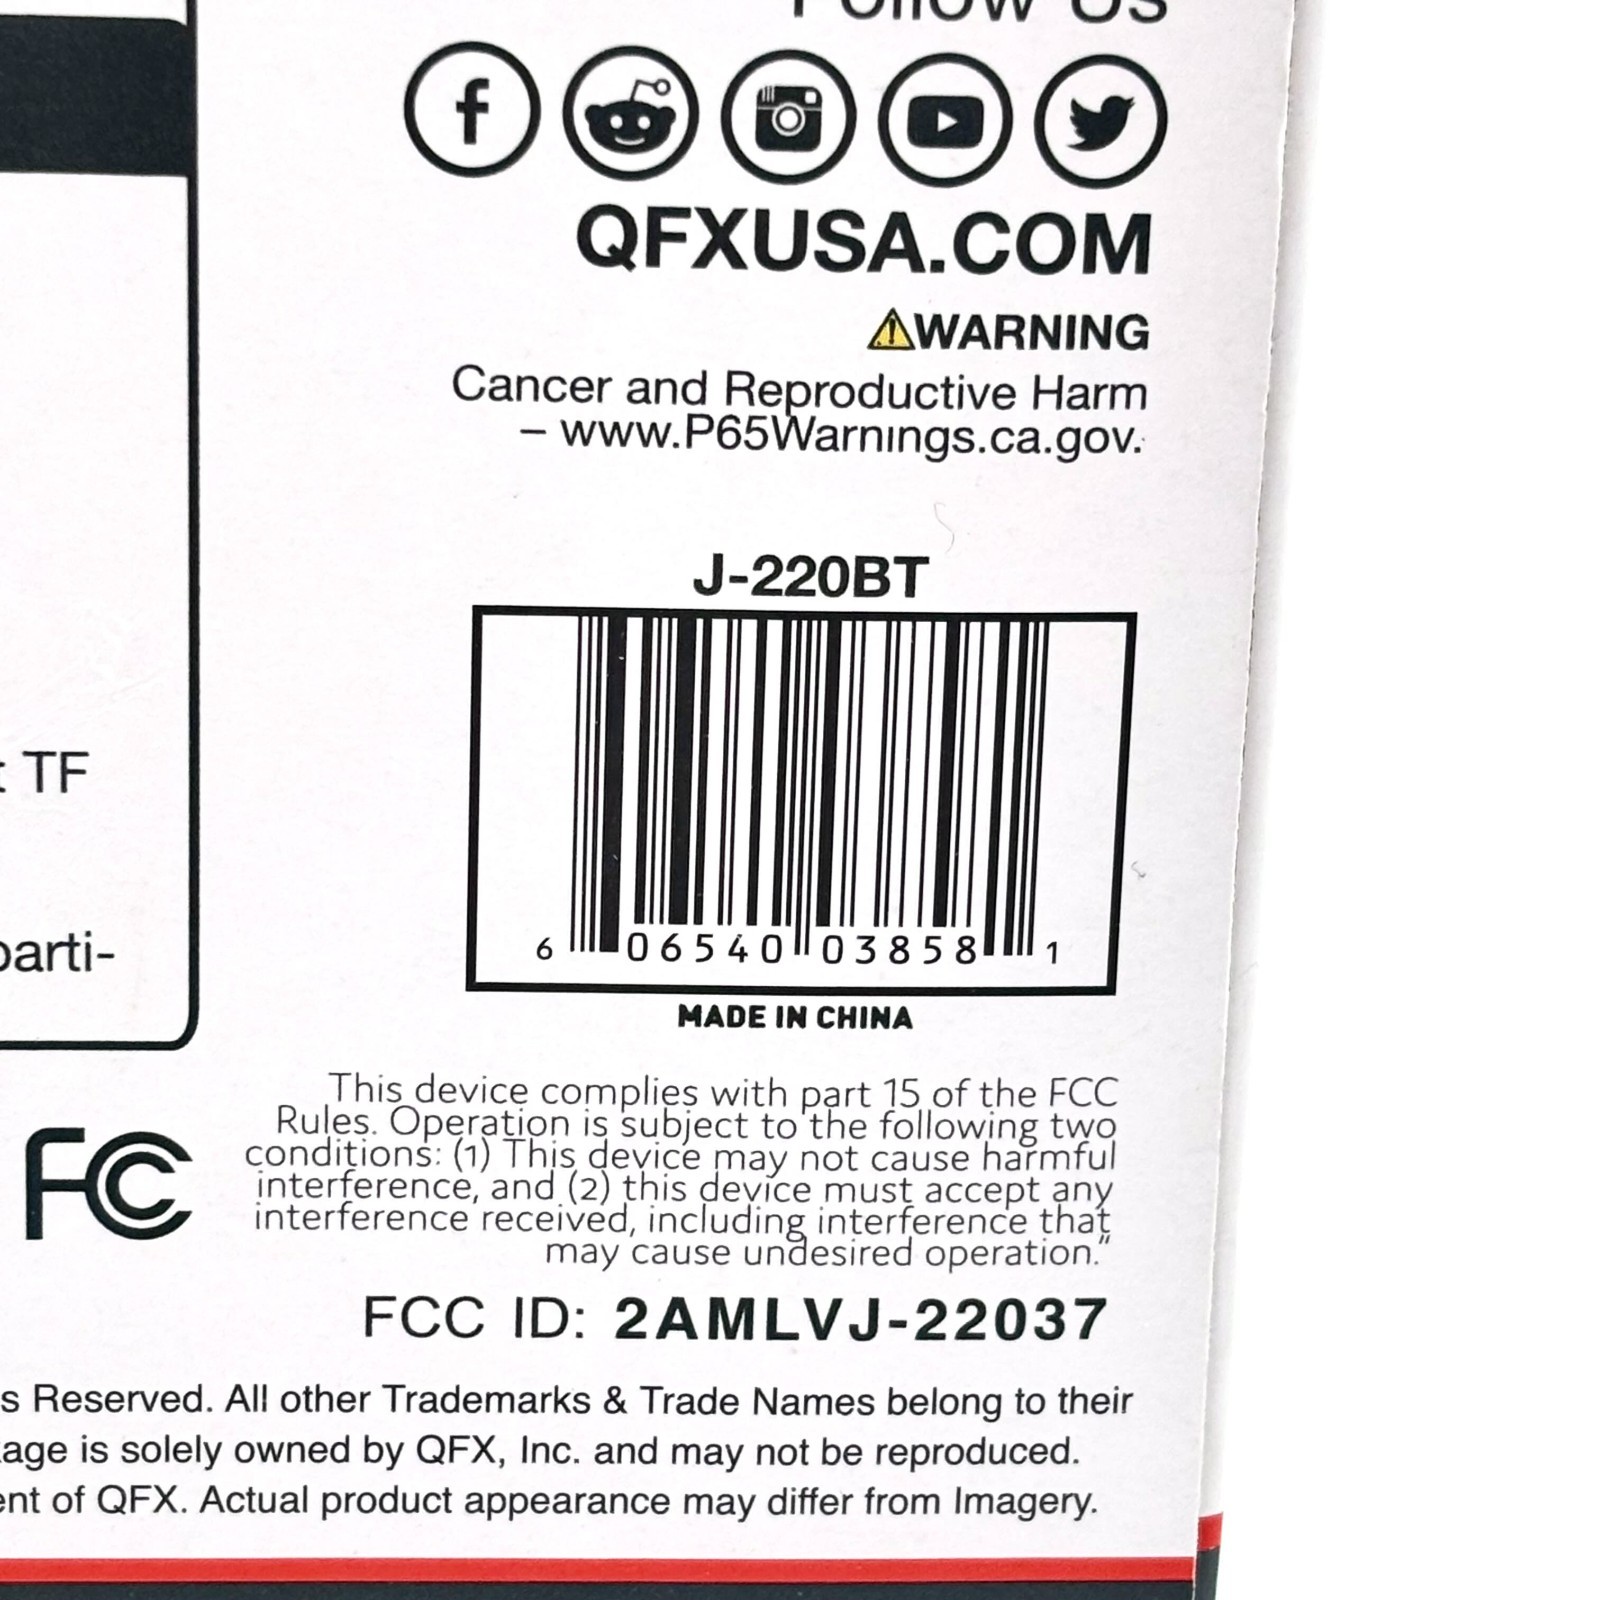 Follow Us
QFXUSA.COM
WARNING
Cancer and Reproductive Harm
– www.P65Warnings.ca.gov.
J-220BT
TF
6 06540 03858 1
parti-
MADE IN CHINA
This device complies with part 15 of the FCC
Rules. Operation is subject to the following two
conditions: (1) This device may not cause harmful
interference, and (2) this device must accept any
interference received, including interference that
may cause undesired operation."
FC
FCC ID: 2AMLVJ-22037
s Reserved. All other Trademarks & Trade Names belong to their
age is solely owned by QFX, Inc. and may not be reproduced.
ent of QFX. Actual product appearance may differ from Imagery.